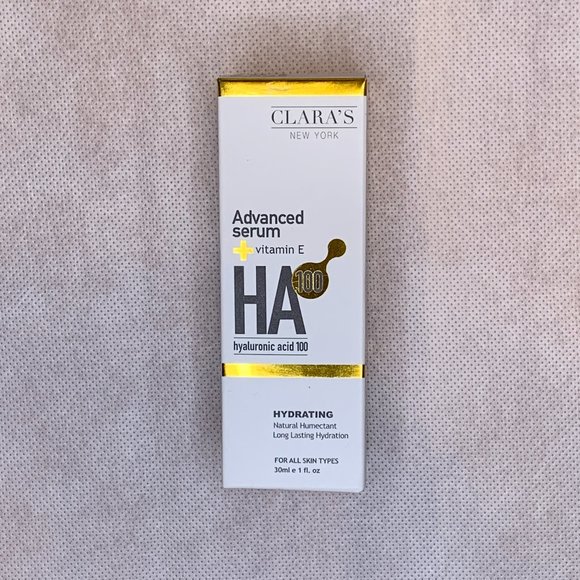 CLARA'S
NEW YORK
Advanced
serum
+ vitamin E
HA 100
hyaluronic acid 100
HYDRATING
Natural Humectant
Long Lasting Hydration
FOR ALL SKIN TYPES
30ml e 1 fl. oz